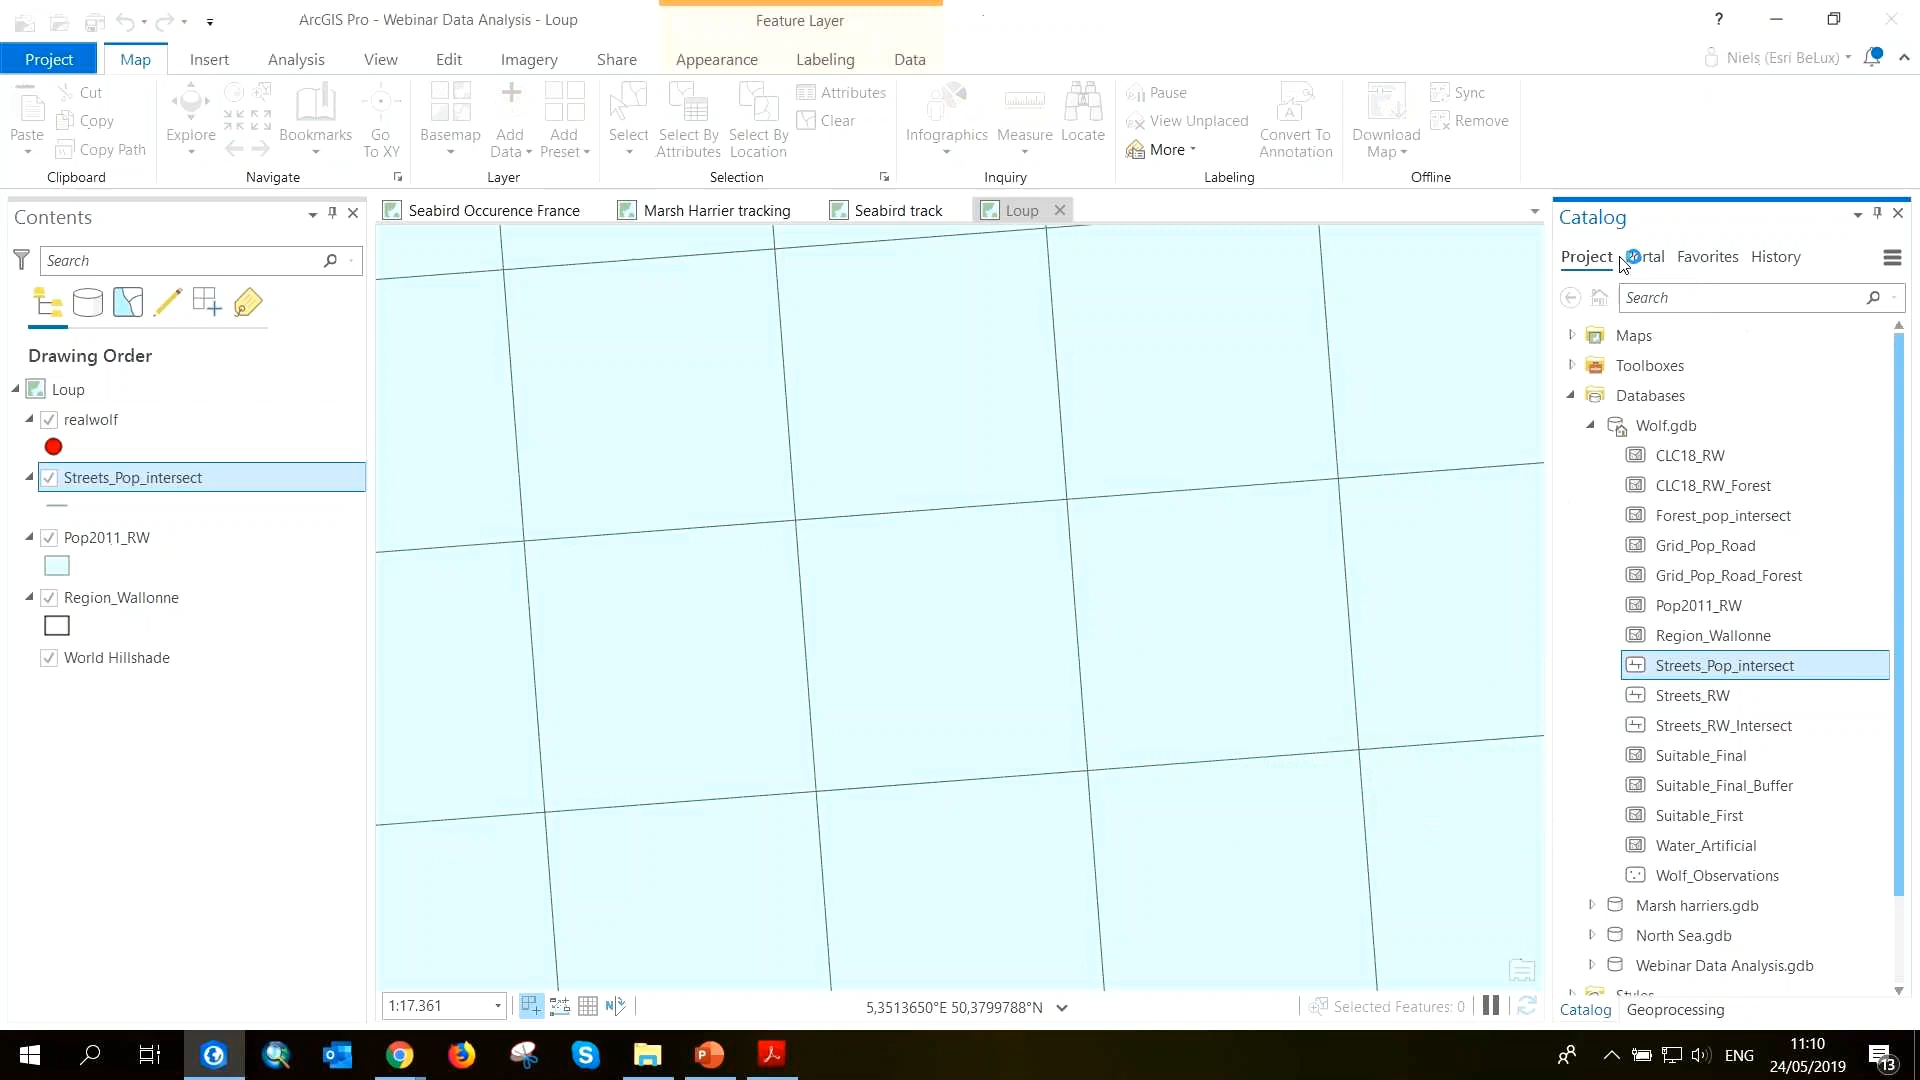 ArcGIS Pro - Webinar Data Analysis - Loup
Feature Layer
?
Project
Map
Insert
Analysis
View
Edit
Imagery
Share
Appearance
Labeling
Data
Niels (Esri BeLux)
Paste
Cut
Copy
Copy Path
Clipboard
Explore
Bookmarks
Go
To XY
Navigate
Basemap
Add
Data
Add
Preset
Layer
Select
Select By
Attributes
Select By
Location
Attributes
Clear
Selection
Infographics
Measure
Locate
Inquiry
Pause
View Unplaced
More
Convert To
Annotation
Labeling
Download
Map
Sync
Remove
Offline
Contents
Search
Drawing Order
Loup
realwolf
Streets_Pop_intersect
Pop2011_RW
Region_Wallonne
World Hillshade
Seabird Occurence France
Marsh Harrier tracking
Seabird track
Loup
1:17.361
5,3513650°E 50,3799788°N
Selected Features: 0
Catalog
Project
Portal
Favorites
History
Search
Maps
Toolboxes
Databases
Wolf.gdb
CLC18_RW
CLC18_RW_Forest
Forest_pop_intersect
Grid_Pop_Road
Grid_Pop_Road_Forest
Pop2011_RW
Region_Wallonne
Streets_Pop_intersect
Streets_RW
Streets_RW_Intersect
Suitable_Final
Suitable_Final_Buffer
Suitable_First
Water_Artificial
Wolf_Observations
Marsh harriers.gdb
North Sea.gdb
Webinar Data Analysis.gdb
Styles
Catalog
Geoprocessing
ENG
11:10
24/05/2019
13